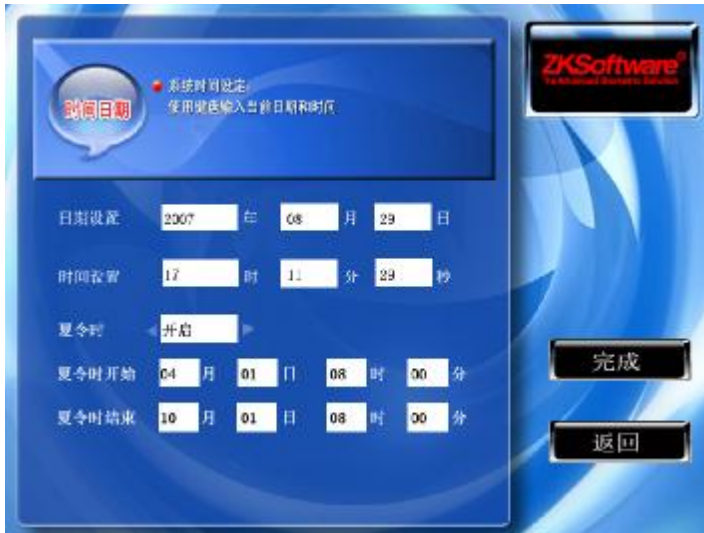 时间日期
系统时间设定:
使用键盘输入当前日期和时间
ZKSoftware
日期设置 2007 年 08 月 29 日
时间设置 17 时 11 分 29 秒
夏令时 开启
夏令时开始 04 月 01 日 08 时 00 分
夏令时结束 10 月 01 日 08 时 00 分
完成
返回